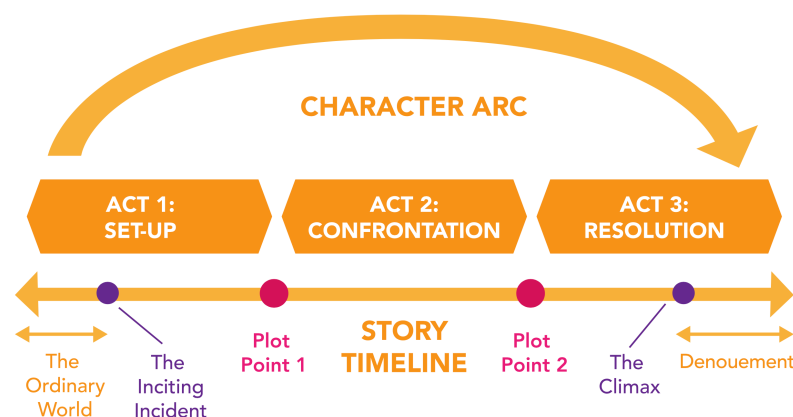 CHARACTER ARC
ACT 1:
SET-UP
ACT 2:
CONFRONTATION
ACT 3:
RESOLUTION
The
Ordinary
World
The
Inciting
Incident
Plot
Point 1
STORY
TIMELINE
Plot
Point 2
The
Climax
Denouement